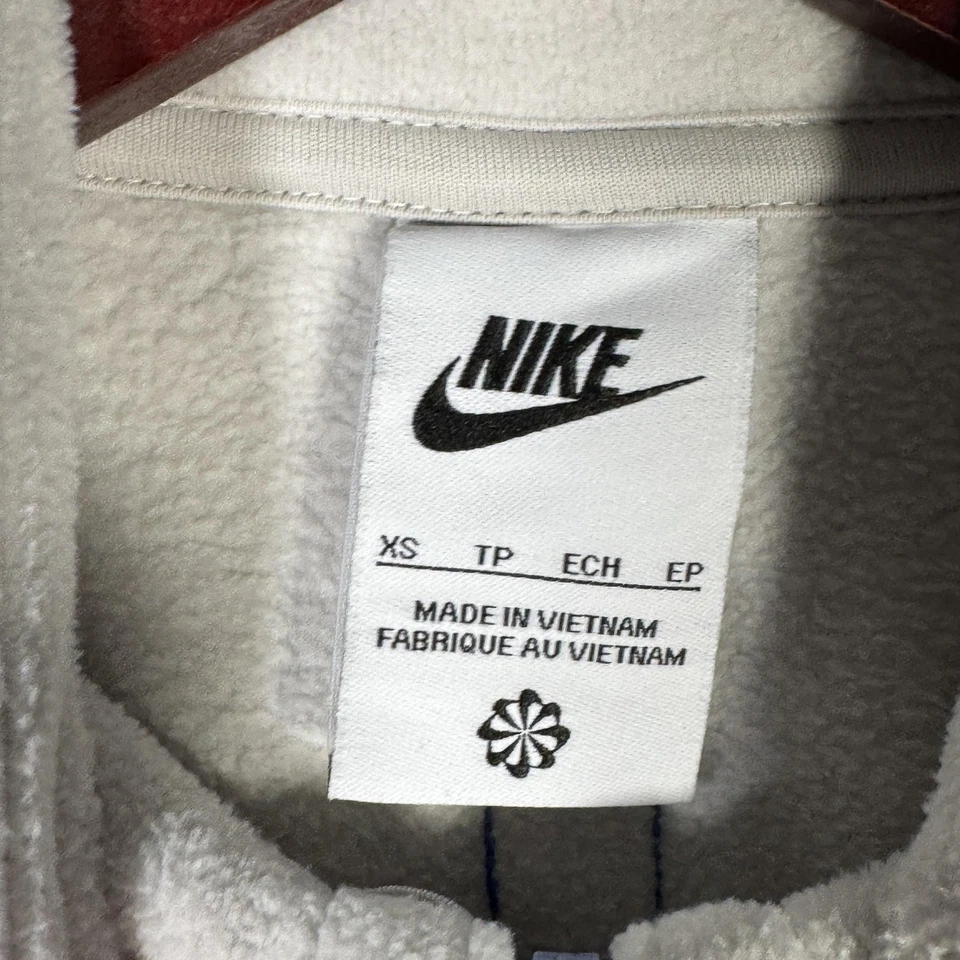 NIKE
XS TP ECH EP
MADE IN VIETNAM
FABRIQUE AU VIETNAM